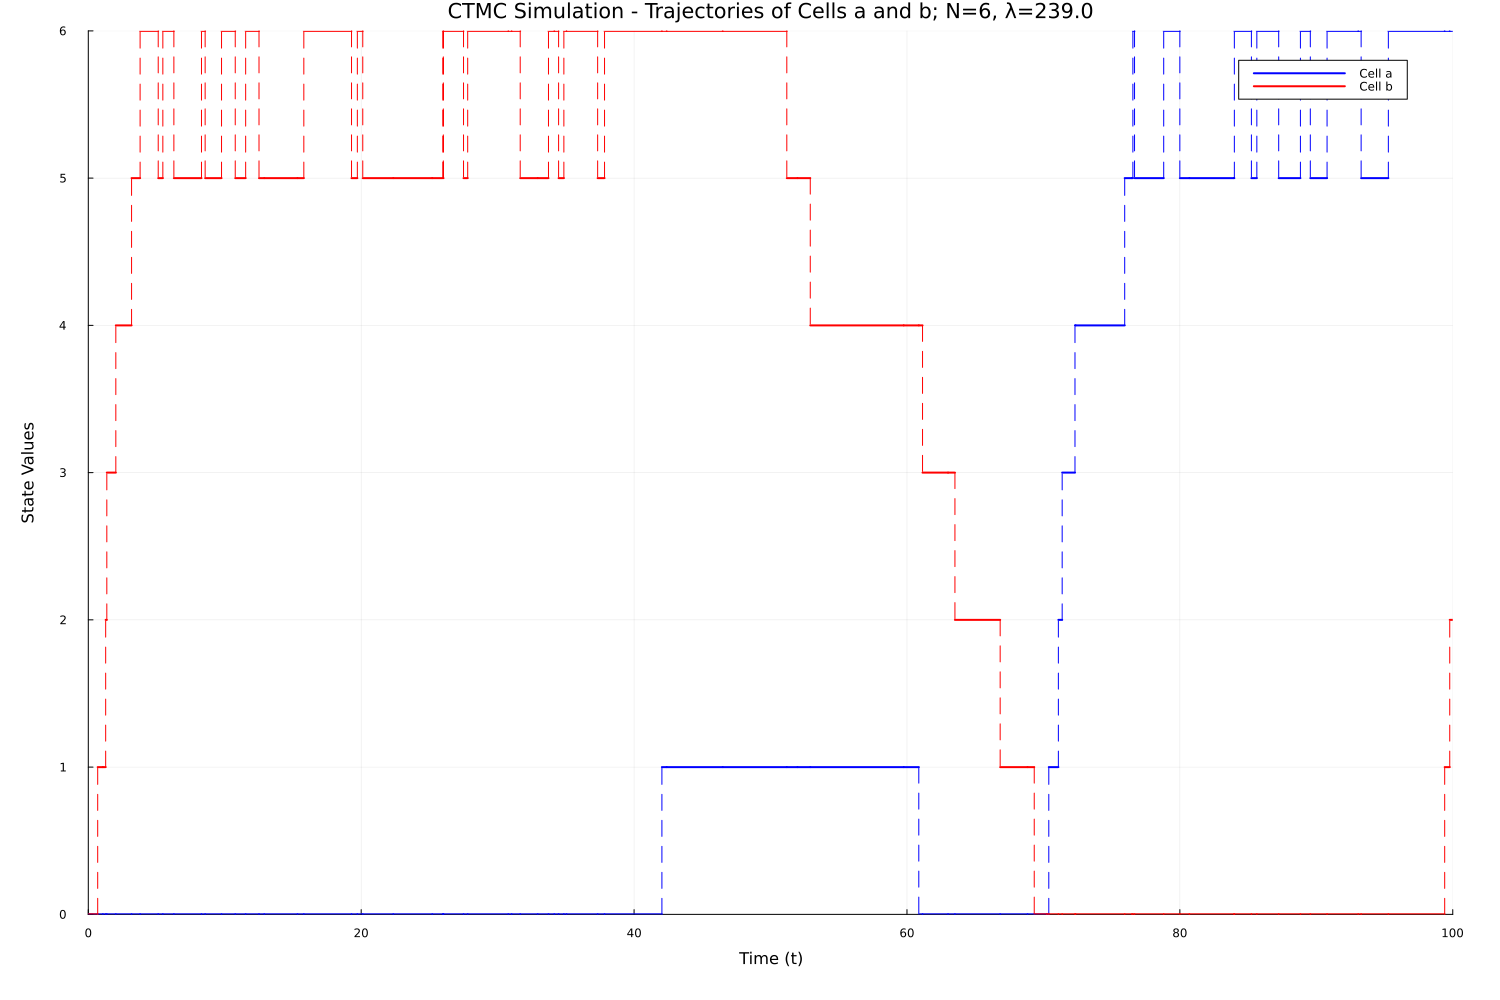 CTMC Simulation - Trajectories of Cells a and b; N=6, λ=239.0
6
Cell a
Cell b
5
4
State Values
3
2
1
0
0 20 40 60 80 100
Time (t)